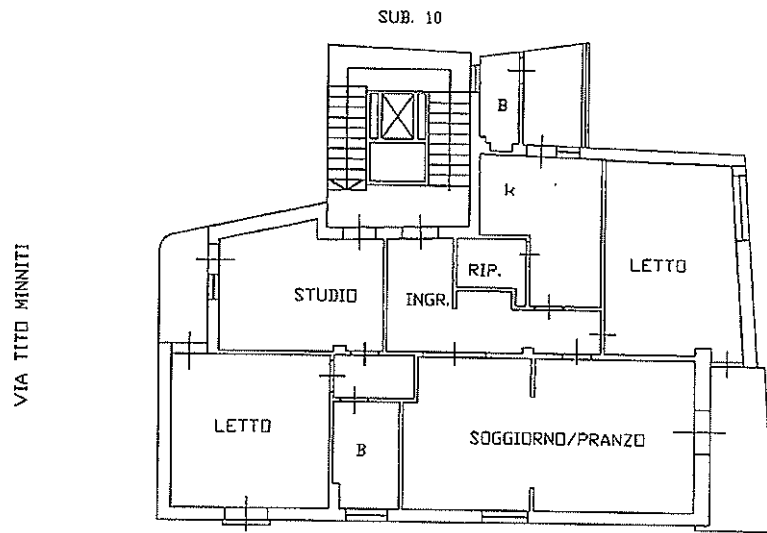 SUB. 10
B
k
LETTO
RIP.
STUDIO
INGR.
VIA TITO MINNITI
LETTO
B
SOGGIORNO/PRANZO